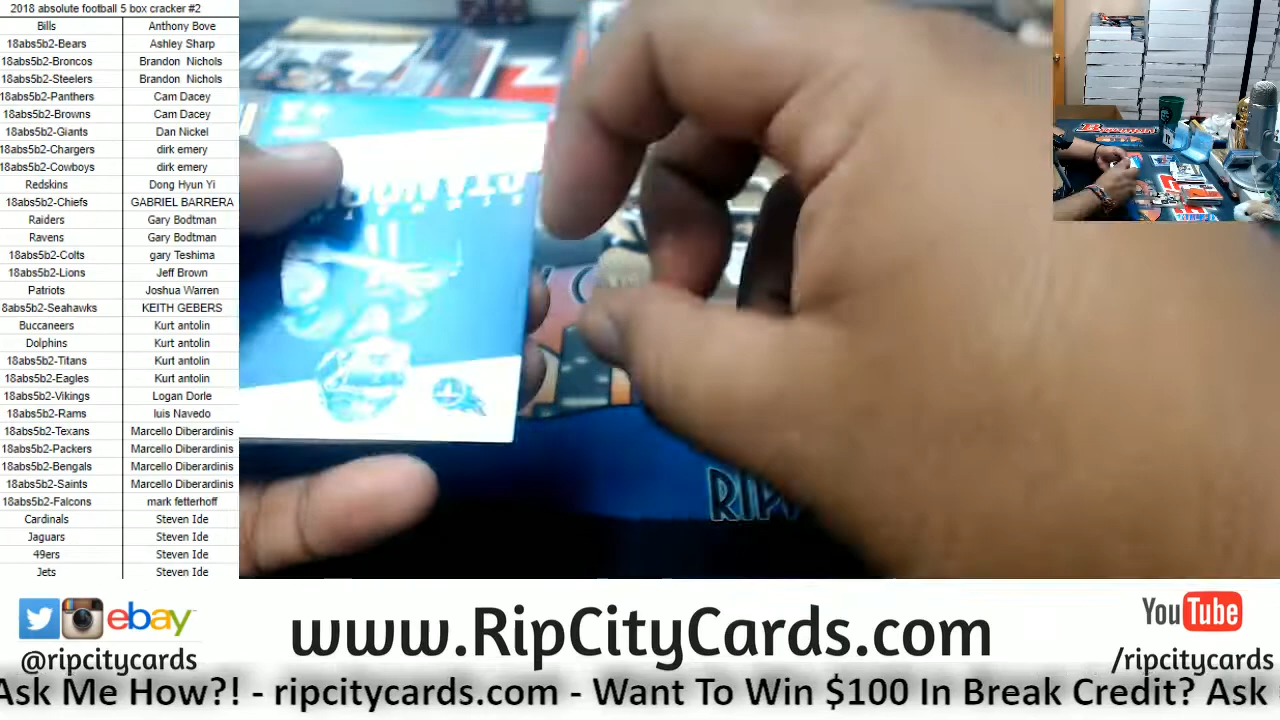 2018 absolute football 5 box cracker #2
Bills Anthony Bove
18abs5b2-Bears Ashley Sharp
18abs5b2-Broncos Brandon Nichols
18abs5b2-Steelers Brandon Nichols
18abs5b2-Panthers Cam Dacey
18abs5b2-Browns Cam Dacey
18abs5b2-Giants Dan Nickel
18abs5b2-Chargers dirk emery
18abs5b2-Cowboys dirk emery
Redskins Dong Hyun Yi
18abs5b2-Chiefs GABRIEL BARRERA
Raiders Gary Bodtman
Ravens Gary Bodtman
18abs5b2-Colts gary Teshima
18abs5b2-Lions Jeff Brown
Patriots Joshua Warren
8abs5b2-Seahawks KEITH GEBERS
Buccaneers Kurt antolin
Dolphins Kurt antolin
18abs5b2-Titans Kurt antolin
18abs5b2-Eagles Kurt antolin
18abs5b2-Vikings Logan Dorle
18abs5b2-Rams luis Navedo
18abs5b2-Texans Marcello Diberardinis
18abs5b2-Packers Marcello Diberardinis
18abs5b2-Bengals Marcello Diberardinis
18abs5b2-Saints Marcello Diberardinis
18abs5b2-Falcons mark fetterhoff
Cardinals Steven Ide
Jaguars Steven Ide
49ers Steven Ide
Jets Steven Ide
Bowman
RIP
ebay
@ripcitycards
www.RipCityCards.com
YouTube
/ripcitycards
Ask Me How?! - ripcitycards.com - Want To Win $100 In Break Credit? Ask